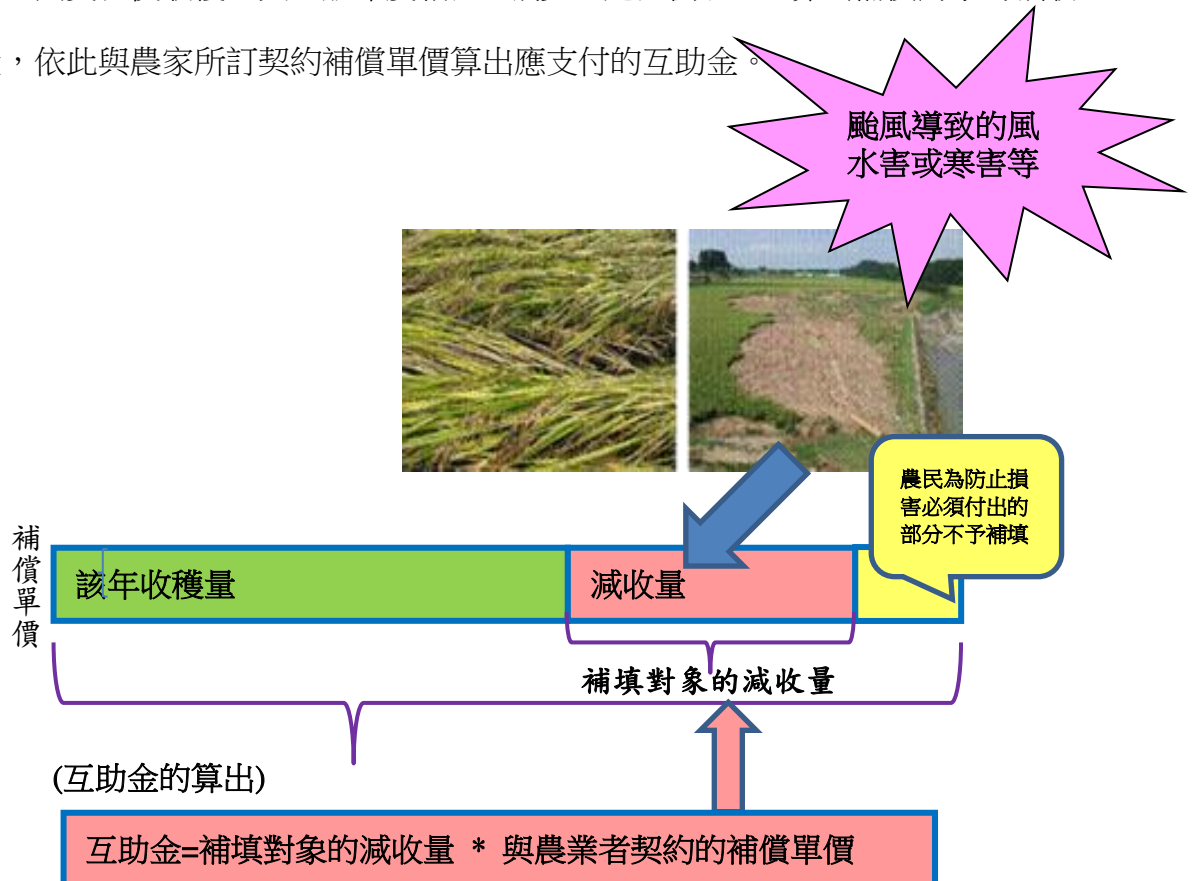 ，依此與農家所訂契約補償單價算出應支付的互助金。
颱風導致的風
水害或寒害等
農民為防止損
害必須付出的
部分不予補填
補償單價
該年收穫量
減收量
補填對象的減收量
(互助金的算出)
互助金=補填對象的減收量 * 與農業者契約的補償單價